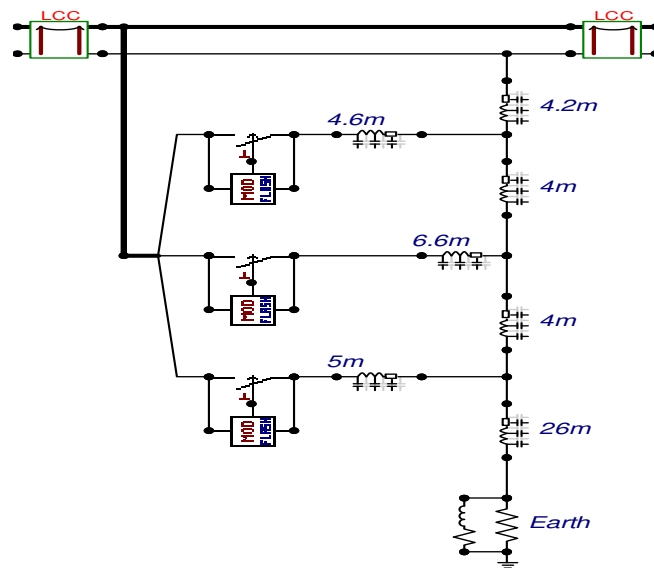 LCC
LCC
4.2m
4.6m
MOD
FLASH
4m
6.6m
MOD
FLASH
4m
5m
MOD
FLASH
26m
Earth